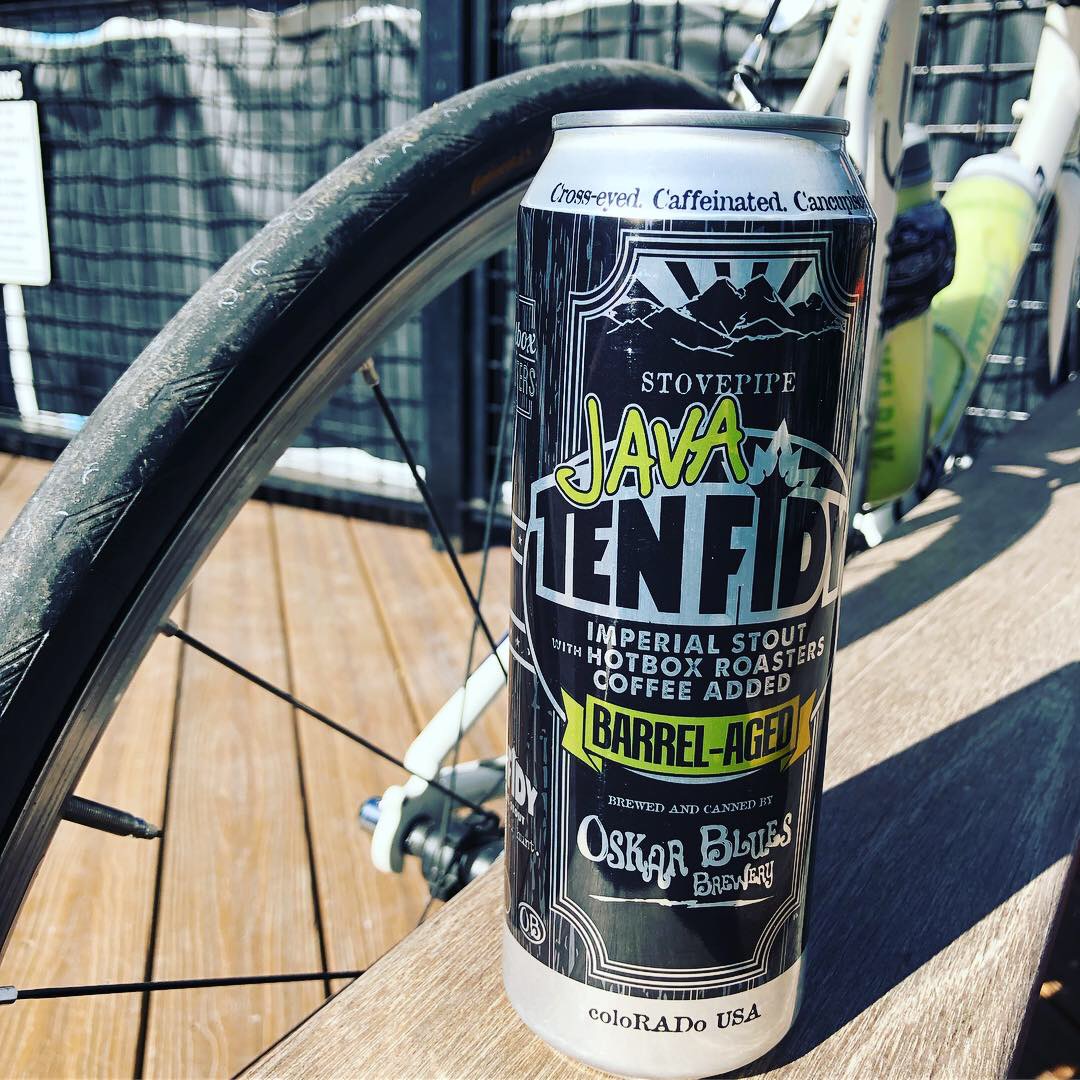 Cross-eyed. Caffeinated.
STOVEPIPE
JAVA
TEN FIDY
IMPERIAL STOUT
WITH HOTBOX ROASTERS
COFFEE ADDED
BARREL-AGED
BREWED AND CANNED BY
OSKAR BLUES
BREWERY
coloRADo USA
OB